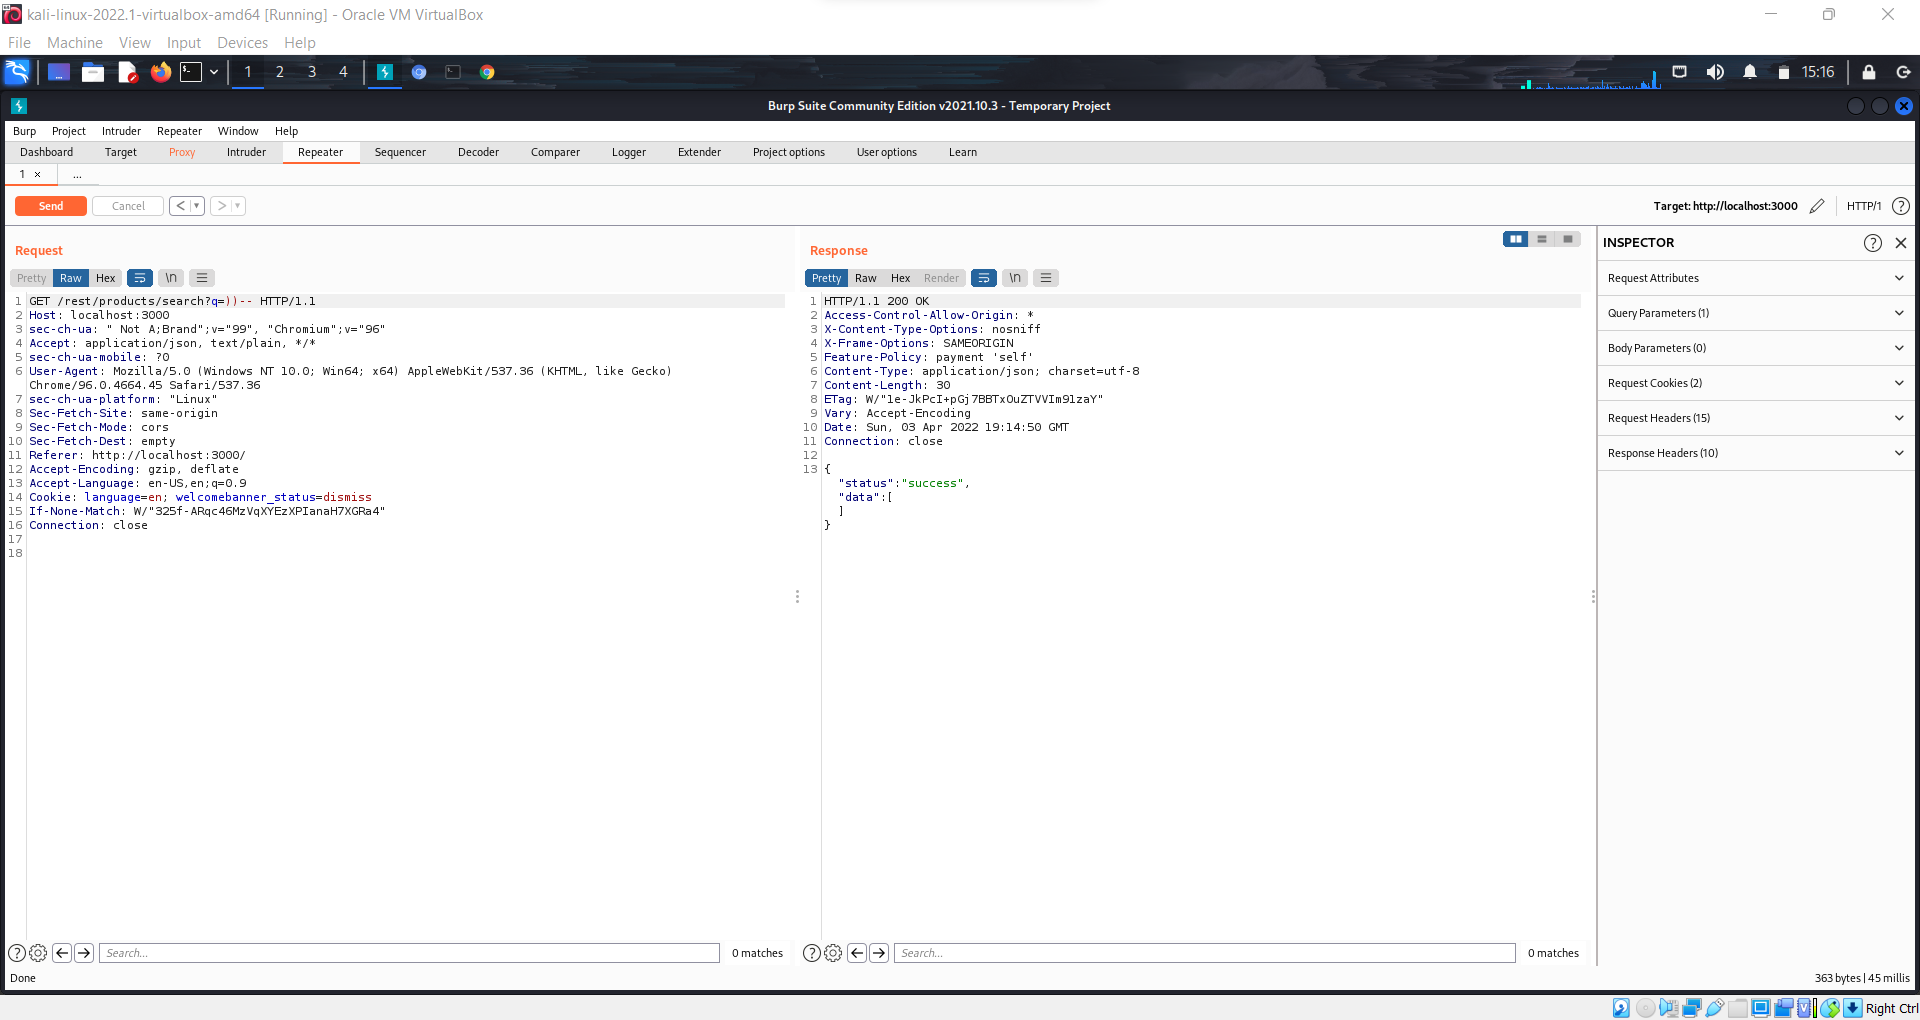 kali-linux-2022.1-virtualbox-amd64 [Running] - Oracle VM VirtualBox
File Machine View Input Devices Help
1 2 3 4 15:16
Burp Suite Community Edition v2021.10.3 - Temporary Project
Burp Project Intruder Repeater Window Help
Dashboard Target Proxy Intruder Repeater Sequencer Decoder Comparer Logger Extender Project options User options Learn
1 × ...
Send Cancel < > Target: http://localhost:3000 HTTP/1 ?
Request
Pretty Raw Hex \n
1 GET /rest/products/search?q=))-- HTTP/1.1
2 Host: localhost:3000
3 sec-ch-ua: " Not A;Brand";v="99", "Chromium";v="96"
4 Accept: application/json, text/plain, */*
5 sec-ch-ua-mobile: ?0
6 User-Agent: Mozilla/5.0 (Windows NT 10.0; Win64; x64) AppleWebKit/537.36 (KHTML, like Gecko)
Chrome/96.0.4664.45 Safari/537.36
7 sec-ch-ua-platform: "Linux"
8 Sec-Fetch-Site: same-origin
9 Sec-Fetch-Mode: cors
10 Sec-Fetch-Dest: empty
11 Referer: http://localhost:3000/
12 Accept-Encoding: gzip, deflate
13 Accept-Language: en-US,en;q=0.9
14 Cookie: language=en; welcomebanner_status=dismiss
15 If-None-Match: W/"325f-ARqc46MzVqXYEzXPIanaH7XGRa4"
16 Connection: close
17
18
? Search... 0 matches
Response
Pretty Raw Hex Render \n
1 HTTP/1.1 200 OK
2 Access-Control-Allow-Origin: *
3 X-Content-Type-Options: nosniff
4 X-Frame-Options: SAMEORIGIN
5 Feature-Policy: payment 'self'
6 Content-Type: application/json; charset=utf-8
7 Content-Length: 30
8 ETag: W/"1e-JkPcI+pGj7BBTxOuZTVVIm91zaY"
9 Vary: Accept-Encoding
10 Date: Sun, 03 Apr 2022 19:14:50 GMT
11 Connection: close
12
13 {
"status":"success",
"data":[
]
}
? Search... 0 matches
INSPECTOR ?
Request Attributes
Query Parameters (1)
Body Parameters (0)
Request Cookies (2)
Request Headers (15)
Response Headers (10)
Done 363 bytes | 45 millis
Right Ctrl